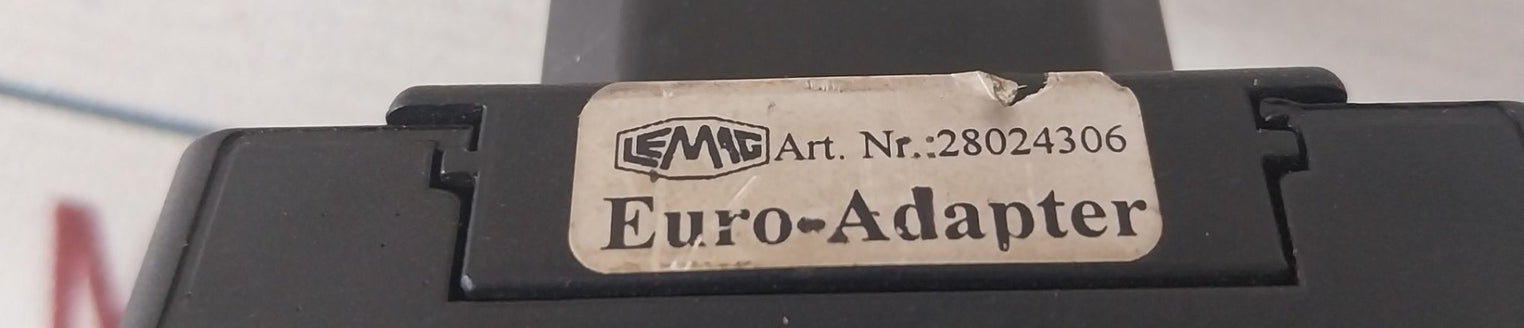 LEMAG Art. Nr.:28024306
Euro-Adapter